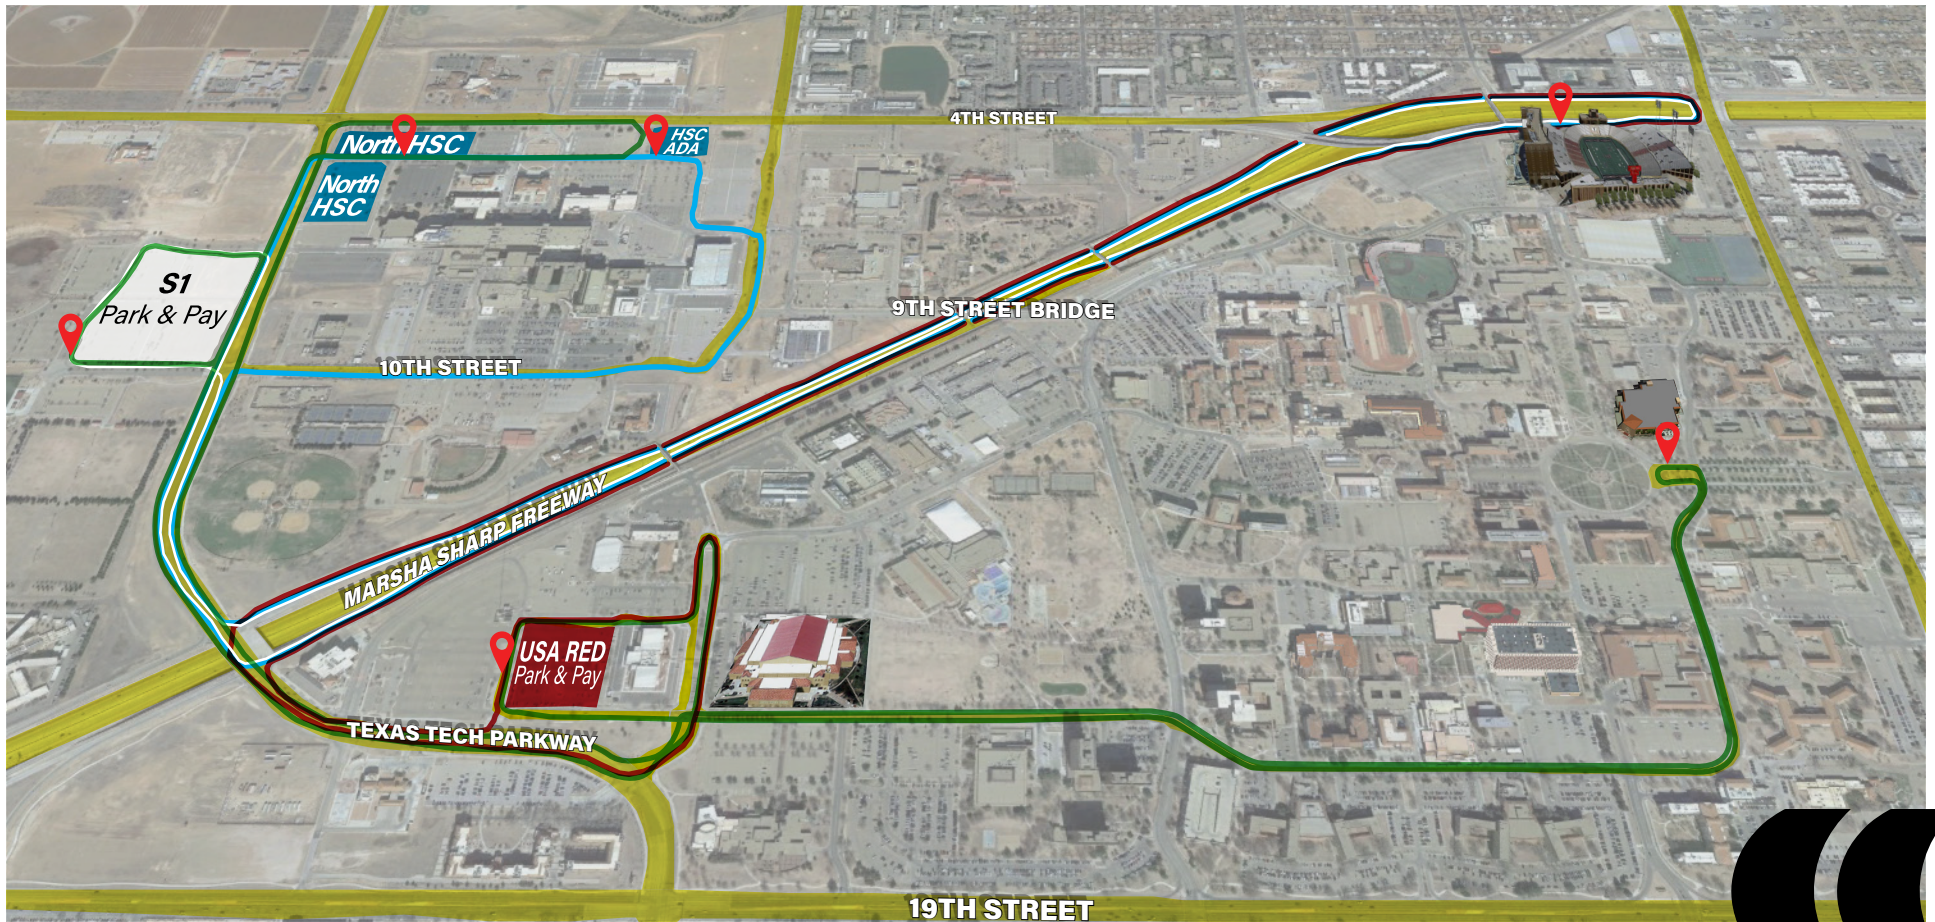 4TH STREET
North HSC
HSC
ADA
North
HSC
S1
Park & Pay
9TH STREET BRIDGE
10TH STREET
MARSHA SHARP FREEWAY
USA RED
Park & Pay
TEXAS TECH PARKWAY
19TH STREET